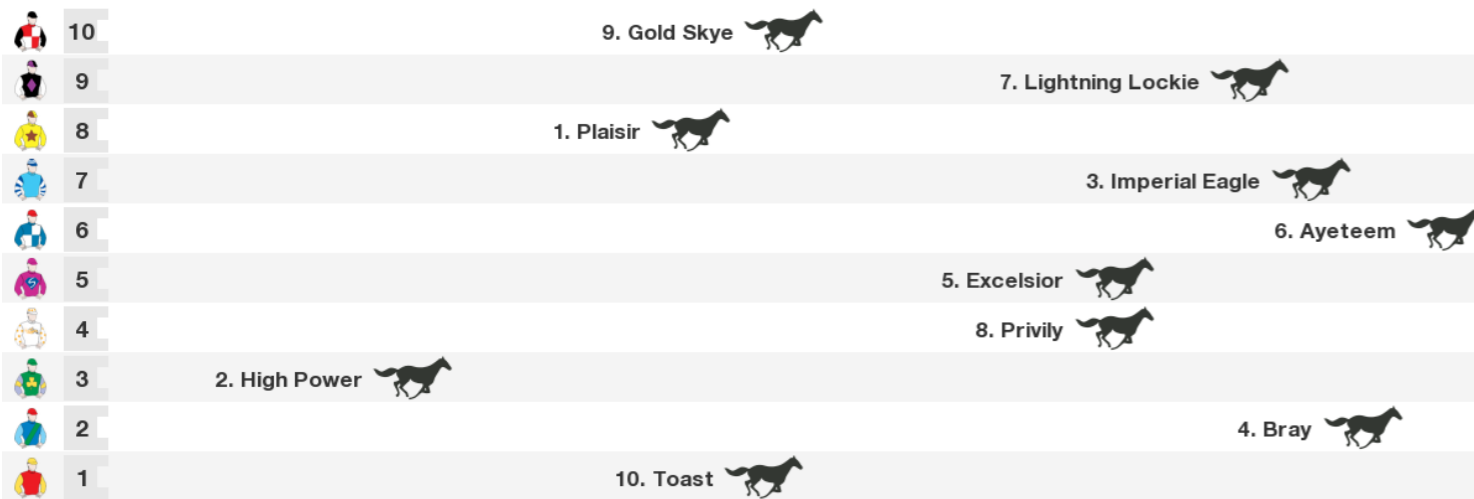 10 9. Gold Skye
9 7. Lightning Lockie
8 1. Plaisir
7 3. Imperial Eagle
6 6. Ayeteem
5 5. Excelsior
4 8. Privily
3 2. High Power
2 4. Bray
1 10. Toast